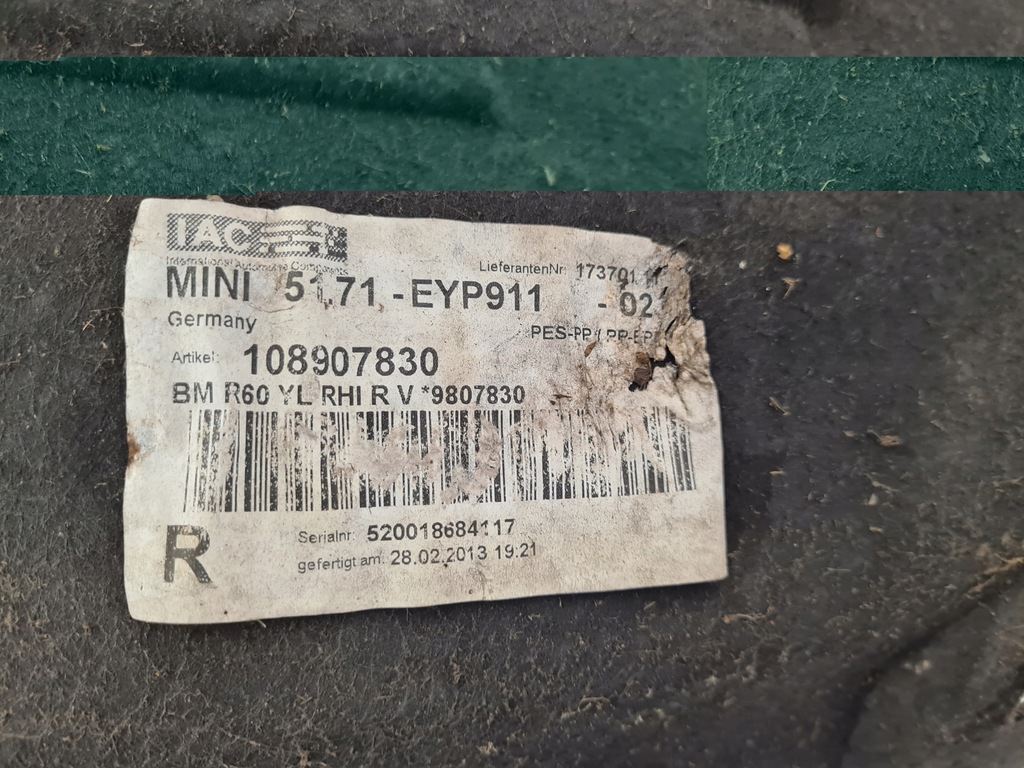 IAC
International Automotive Components
LieferantenNr:
MINI 51.71 - EYP911 - 02
Germany
Artikel: 108907830
BM R60 YL RHI R V *9807830
R
Serialnr: 520018684117
gefertigt am: 28.02.2013 19:21